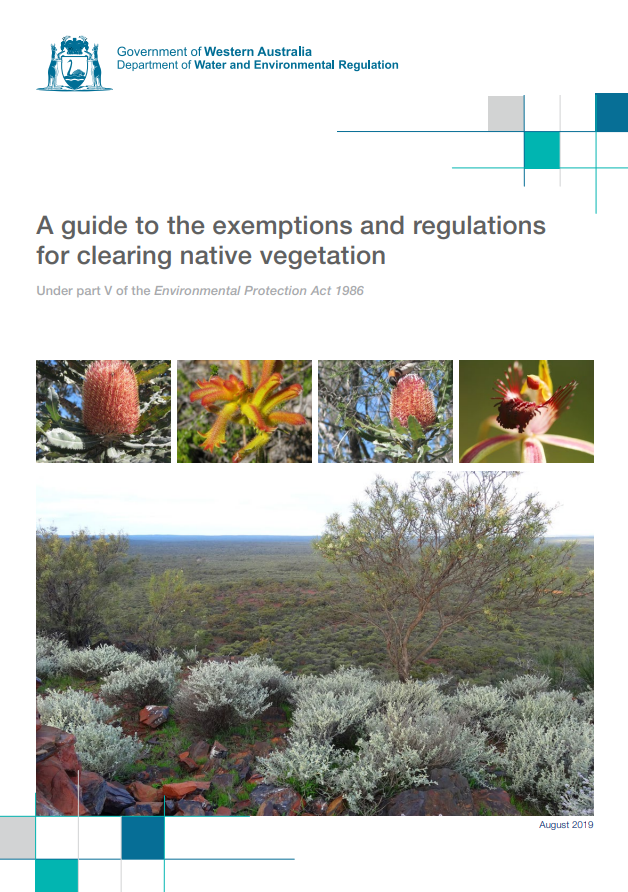 Government of Western Australia
Department of Water and Environmental Regulation
A guide to the exemptions and regulations
for clearing native vegetation
Under part V of the Environmental Protection Act 1986
August 2019